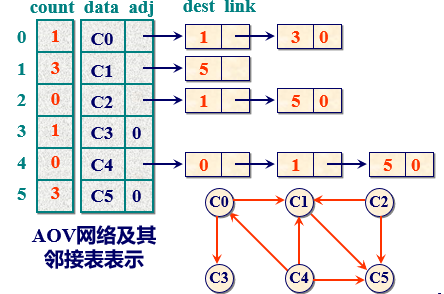 count data adj dest link
0 1 C0 1 3 0
1 3 C1 5
2 0 C2 1 5 0
3 1 C3 0
4 0 C4 0 1 5 0
5 3 C5 0
C0 C1 C2
AOV网络及其
邻接表表示
C3 C4 C5